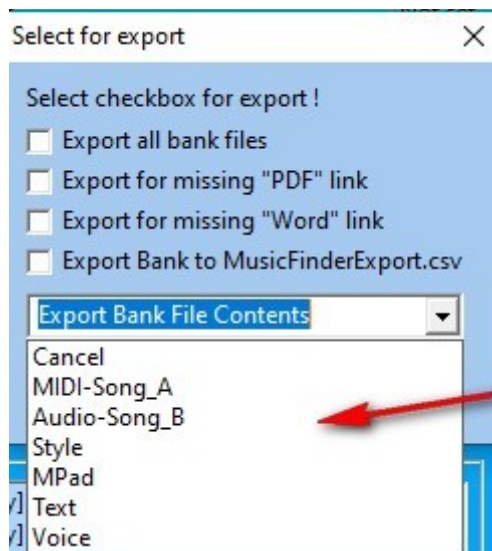 Select for export
Select checkbox for export !
Export all bank files
Export for missing "PDF" link
Export for missing "Word" link
Export Bank to MusicFinderExport.csv
Export Bank File Contents
Cancel
MIDI-Song_A
Audio-Song_B
Style
MPad
Text
Voice